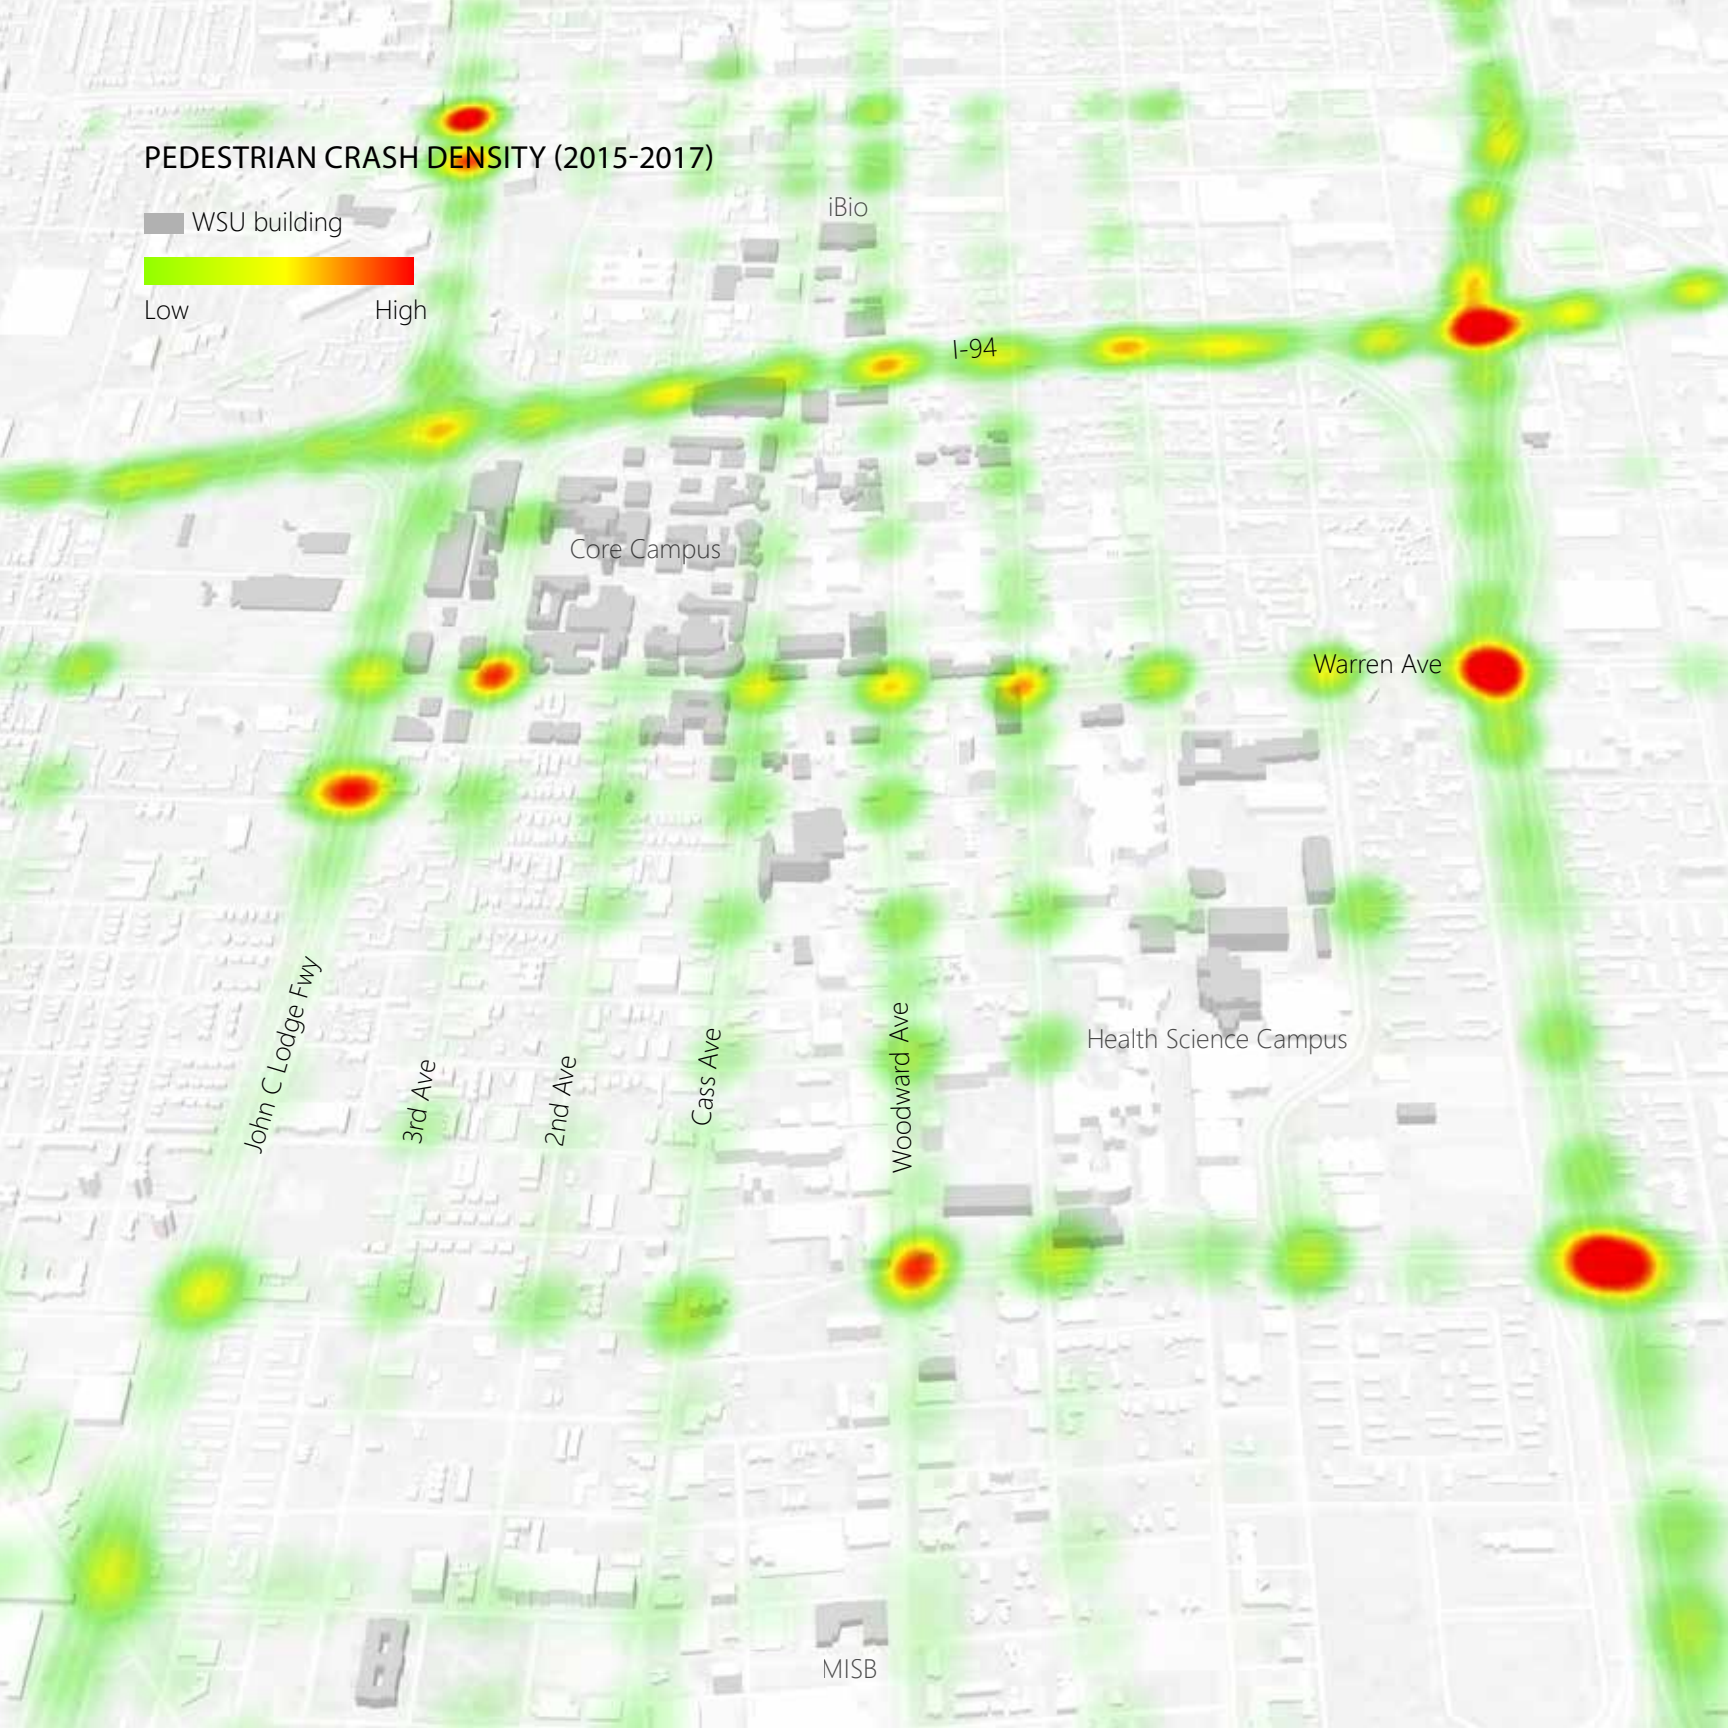 PEDESTRIAN CRASH DENSITY (2015-2017)
WSU building
Low High
iBio
I-94
Core Campus
Warren Ave
John C Lodge Fwy
3rd Ave
2nd Ave
Cass Ave
Woodward Ave
Health Science Campus
MISB